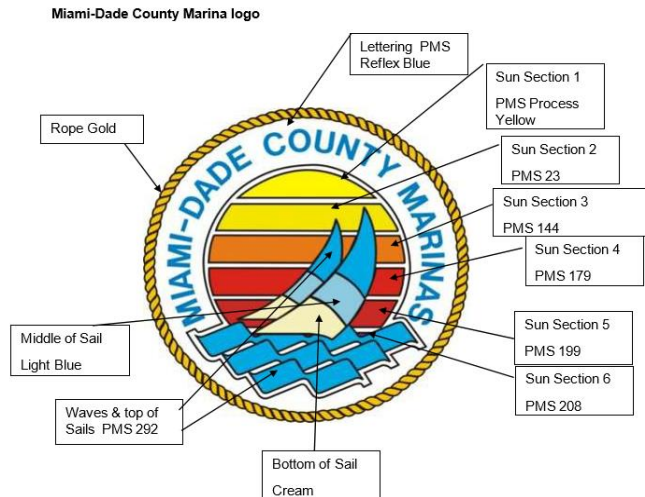 Miami-Dade County Marina logo
Lettering PMS
Reflex Blue
Sun Section 1
PMS Process
Yellow
Rope Gold
Sun Section 2
PMS 23
MIAMI-DADE COUNTY MARINAS
Sun Section 3
PMS 144
Sun Section 4
PMS 179
Sun Section 5
PMS 199
Middle of Sail
Light Blue
Sun Section 6
PMS 208
Waves & top of
Sails PMS 292
Bottom of Sail
Cream